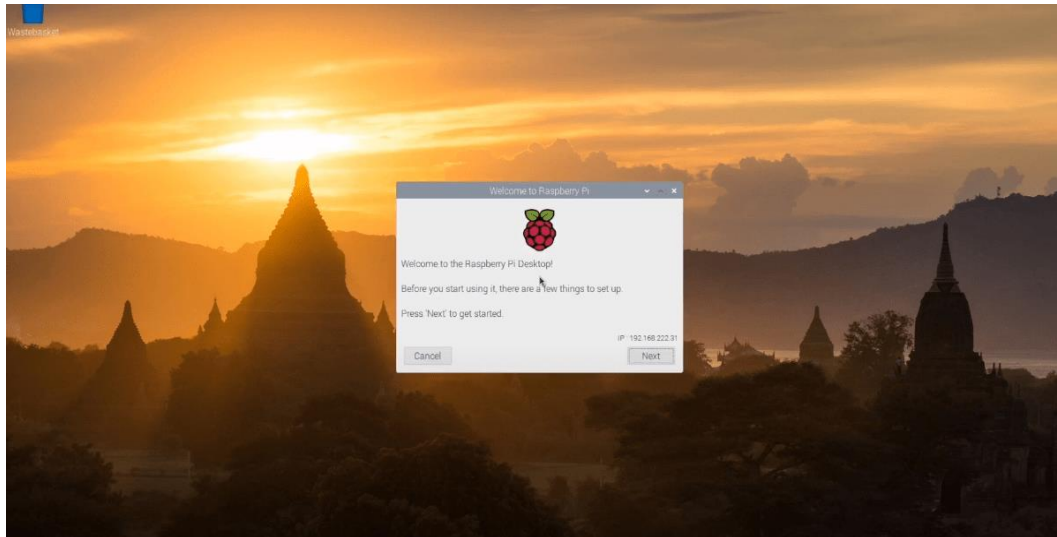 Wastebasket
Welcome to Raspberry Pi
Welcome to the Raspberry Pi Desktop!
Before you start using it, there are a few things to set up.
Press 'Next' to get started.
IP : 192.168.222.31
Cancel
Next